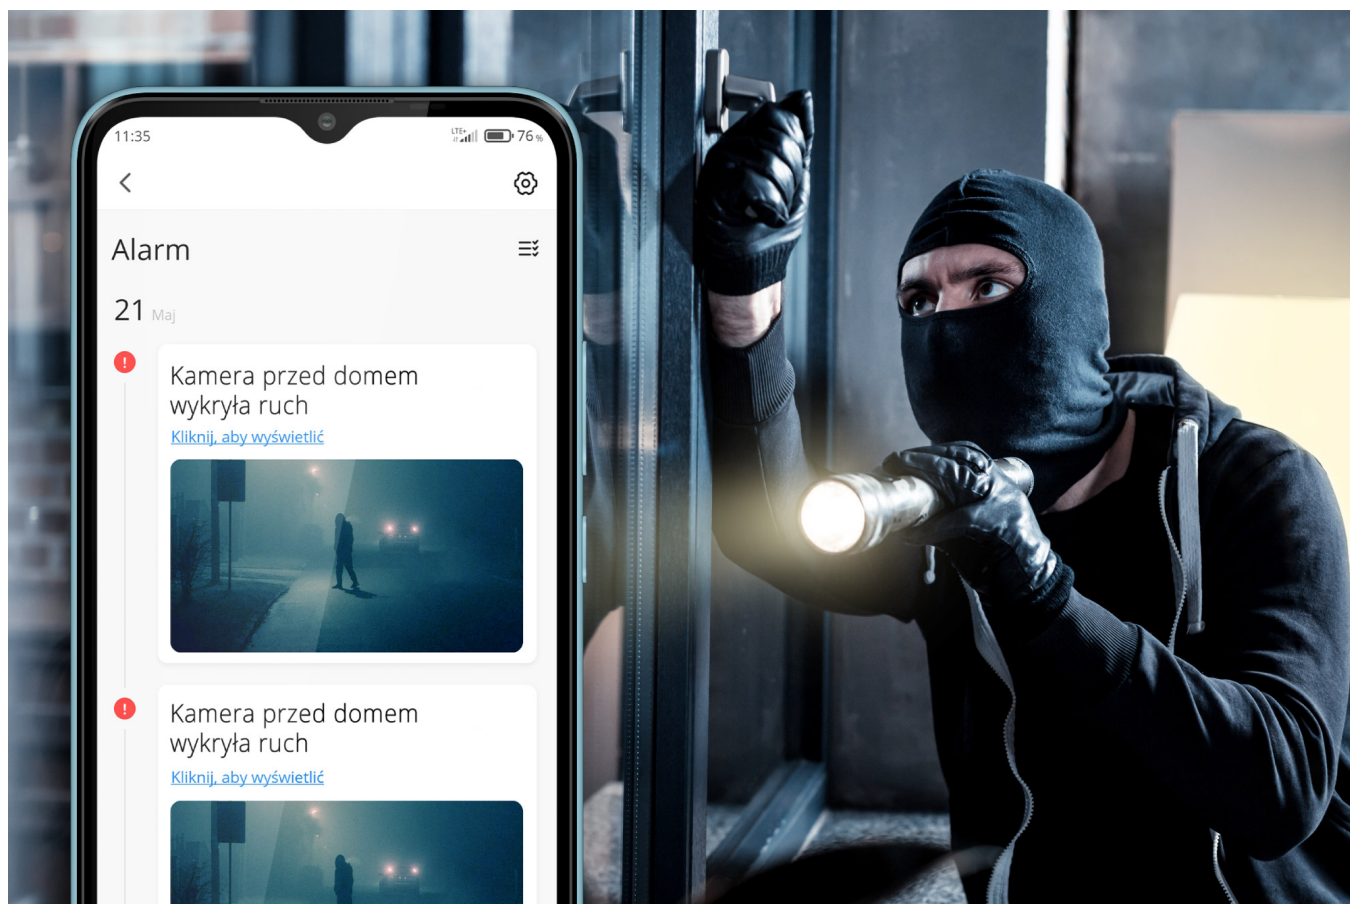 11:35
LTE+
76 %
Alarm
21 Maj
Kamera przed domem
wykryła ruch
Kliknij, aby wyświetlić
Kamera przed domem
wykryła ruch
Kliknij, aby wyświetlić